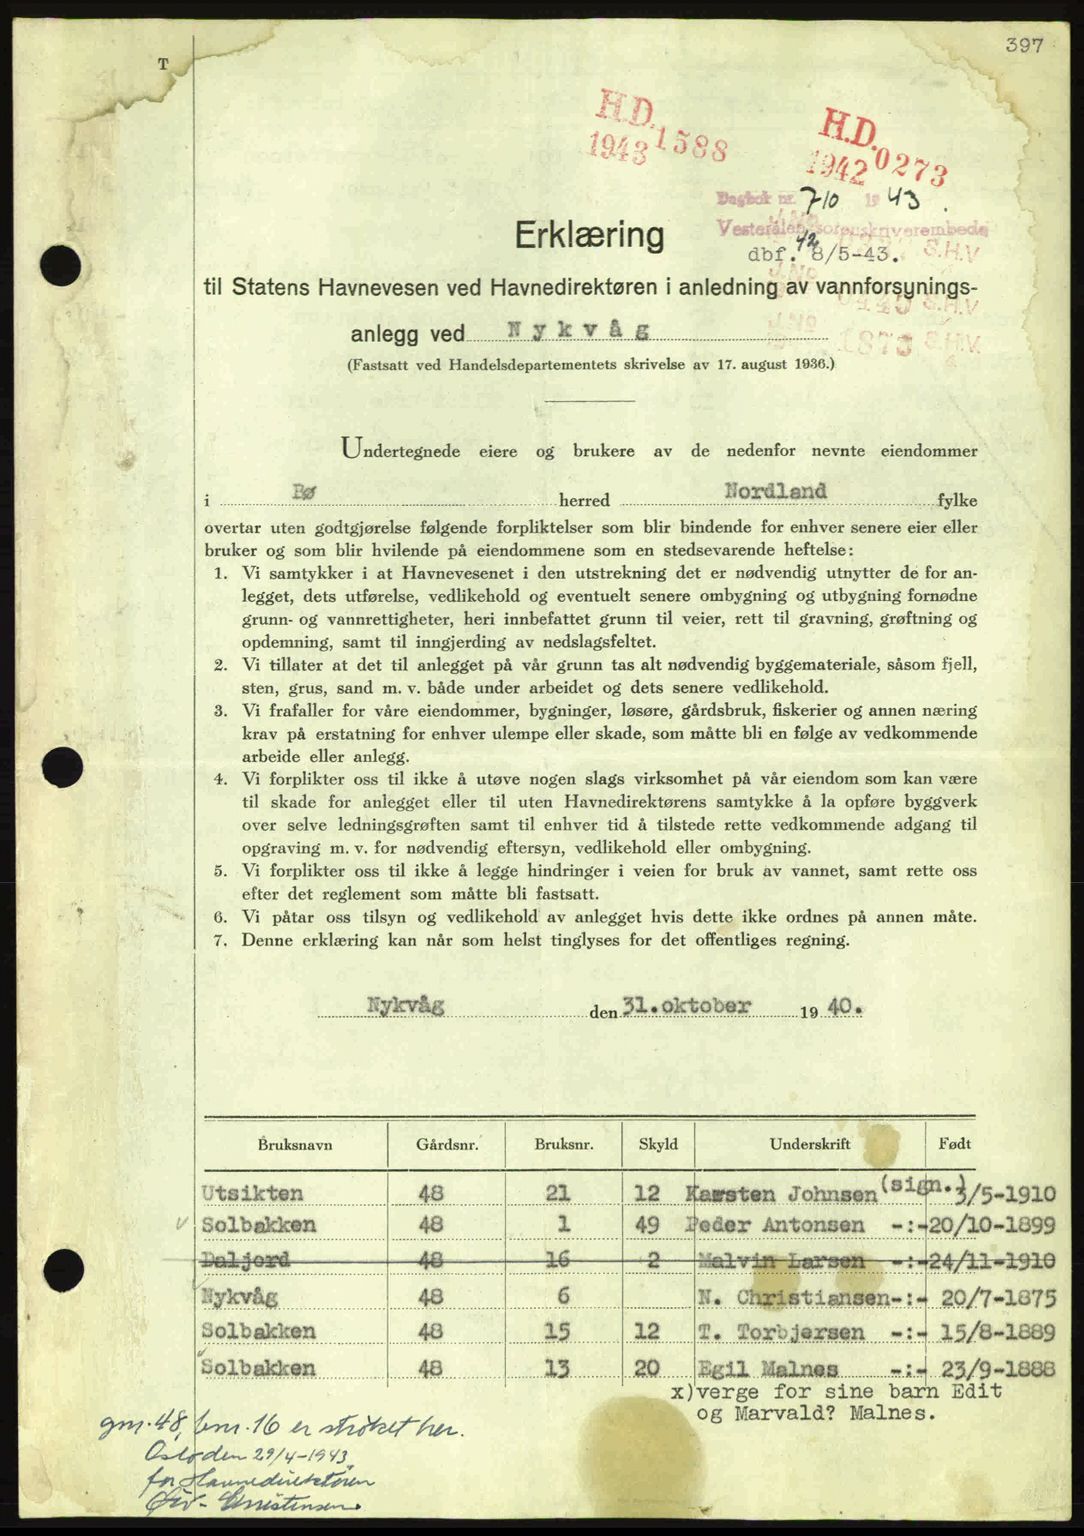 397
T
H.D. 1943 1588
H.D. 1942 0273
Dagbok nr. 710 19 43.
Vesterålen sorenskriverembede
dbf. 8/5-43.
Erklæring
til Statens Havnevesen ved Havnedirektøren i anledning av vannforsynings-
anlegg ved Nykvåg
(Fastsatt ved Handelsdepartementets skrivelse av 17. august 1936.)
S.H.V
S.H.V
1873 S.H.V.
Undertegnede eiere og brukere av de nedenfor nevnte eiendommer
i Bø herred Nordland fylke
overtar uten godtgjørelse følgende forpliktelser som blir bindende for enhver senere eier eller
bruker og som blir hvilende på eiendommene som en stedsevarende heftelse:
1. Vi samtykker i at Havnevesenet i den utstrekning det er nødvendig utnytter de for an-
legget, dets utførelse, vedlikehold og eventuelt senere ombygning og utbygning fornødne
grunn- og vannrettigheter, heri innbefattet grunn til veier, rett til gravning, grøftning og
opdemning, samt til inngjerding av nedslagsfeltet.
2. Vi tillater at det til anlegget på vår grunn tas alt nødvendig byggemateriale, såsom fjell,
sten, grus, sand m. v. både under arbeidet og dets senere vedlikehold.
3. Vi frafaller for våre eiendommer, bygninger, løsøre, gårdsbruk, fiskerier og annen næring
krav på erstatning for enhver ulempe eller skade, som måtte bli en følge av vedkommende
arbeide eller anlegg.
4. Vi forplikter oss til ikke å utøve nogen slags virksomhet på vår eiendom som kan være
til skade for anlegget eller til uten Havnedirektørens samtykke å la opføre byggverk
over selve ledningsgrøften samt til enhver tid å tilstede rette vedkommende adgang til
opgraving m. v. for nødvendig eftersyn, vedlikehold eller ombygning.
5. Vi forplikter oss til ikke å legge hindringer i veien for bruk av vannet, samt rette oss
efter det reglement som måtte bli fastsatt.
6. Vi påtar oss tilsyn og vedlikehold av anlegget hvis dette ikke ordnes på annen måte.
7. Denne erklæring kan når som helst tinglyses for det offentliges regning.
Nykvåg den 31. oktober 19 40.
Bruksnavn Gårdsnr. Bruksnr. Skyld Underskrift Født
Utsikten 48 21 12 Karsten Johnsen (sign.) 3/5-1910
Solbakken 48 1 49 Peder Antonsen -:- 20/10-1899
Daljord 48 16 2 Malvin Larsen -:- 24/11-1910
Nykvåg 48 6 N. Christiansen -:- 20/7-1875
Solbakken 48 15 12 T. Torbjørsen -:- 15/8-1889
Solbakken 48 13 20 Egil Malnes -:- 23/9-1888
x) verge for sine barn Edit
og Marvald? Malnes.
gnr. 48, bnr. 16 er strøket her.
Oslo den 29/4-1943
for Havnedirektøren
Christensen